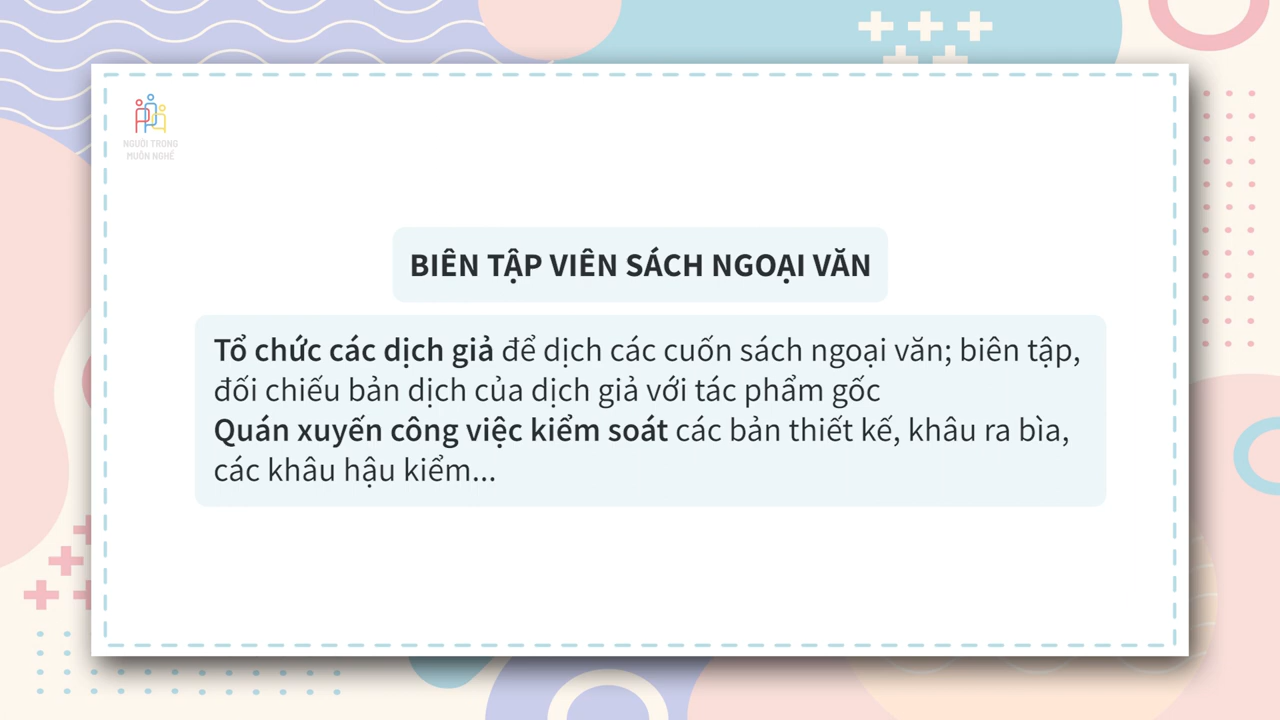 NGƯỜI TRONG
MUÔN NGHỀ
BIÊN TẬP VIÊN SÁCH NGOẠI VĂN
Tổ chức các dịch giả để dịch các cuốn sách ngoại văn; biên tập,
đối chiếu bản dịch của dịch giả với tác phẩm gốc
Quán xuyến công việc kiểm soát các bản thiết kế, khâu ra bìa,
các khâu hậu kiểm...